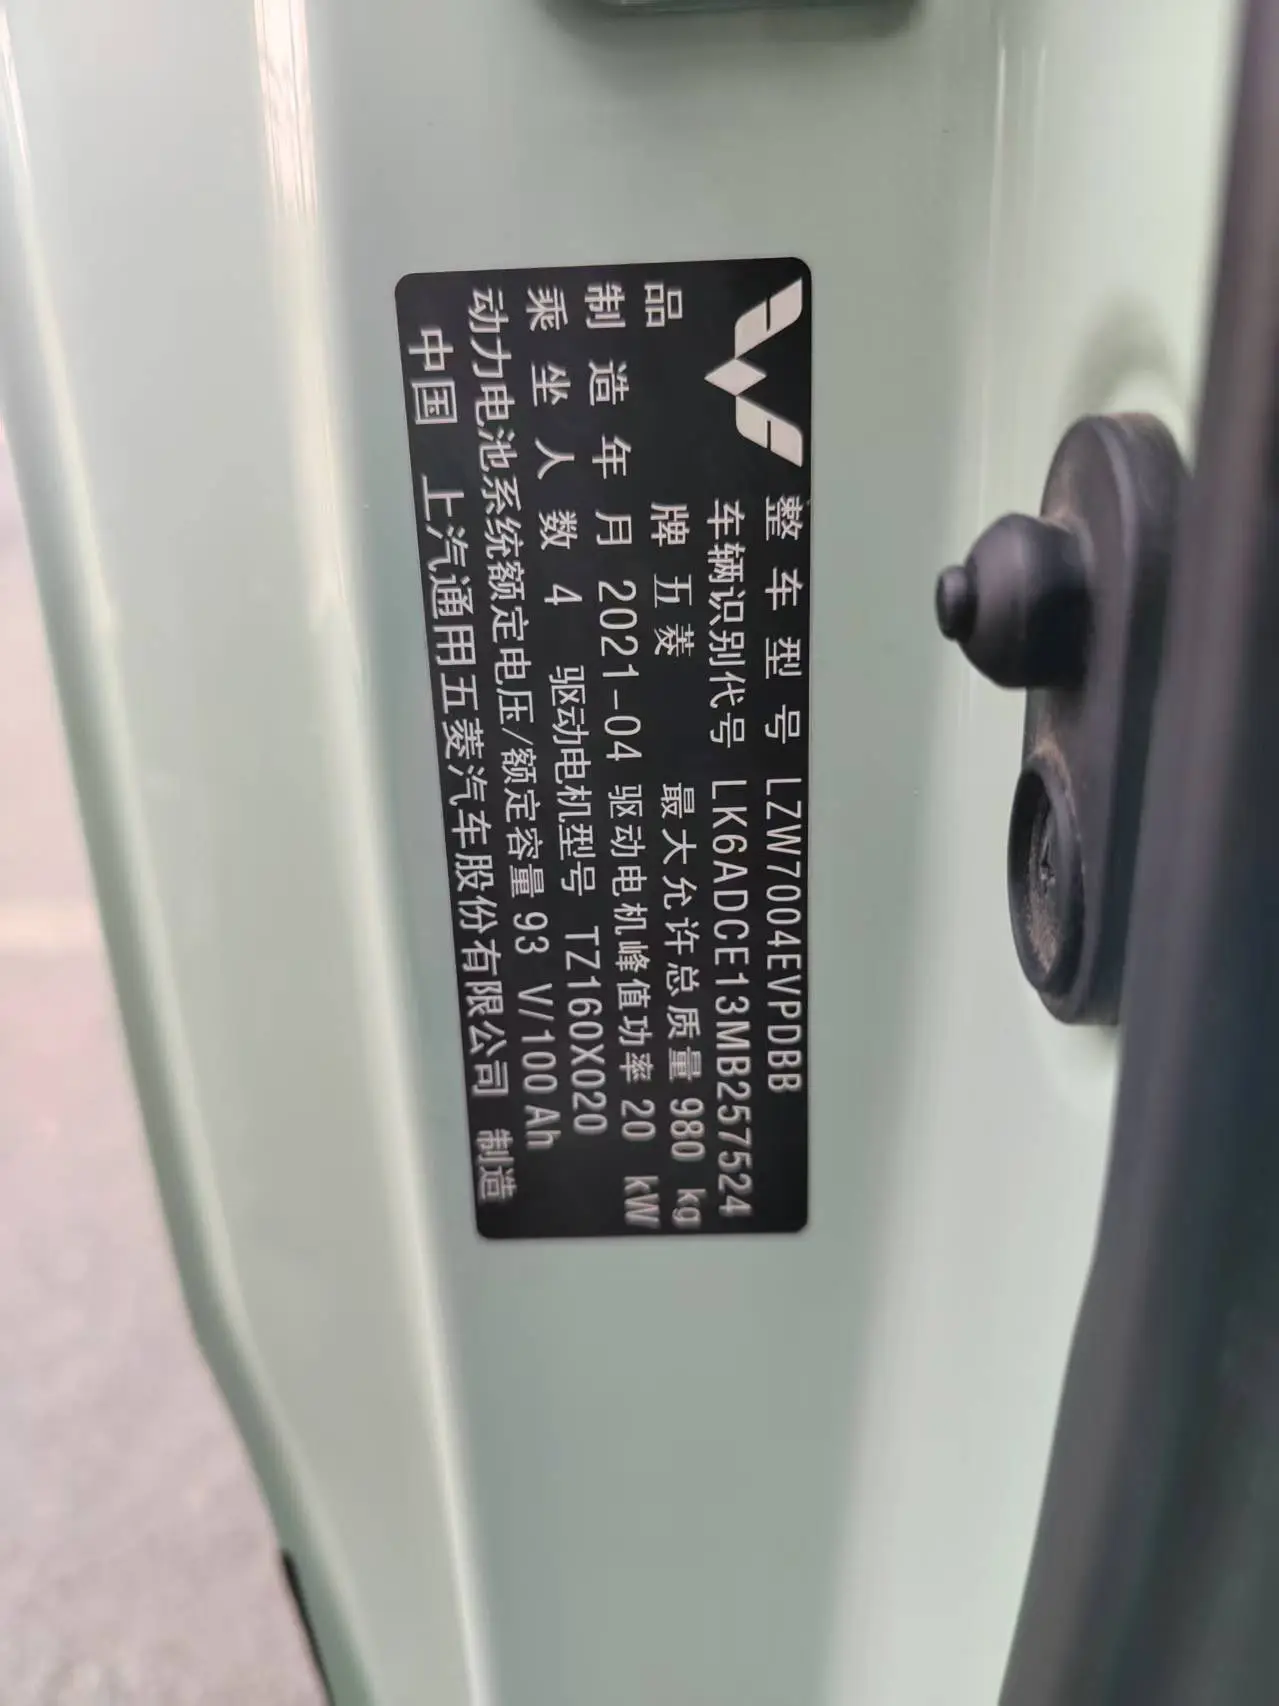 整车型号 LZW7004EVPDBB
车辆识别代号 LK6ADCE13MB257524
品牌 五菱 最大允许总质量 980 kg
制造年月 2021-04 驱动电机峰值功率 20 kW
乘坐人数 4 驱动电机型号 TZ160X020
动力电池系统额定电压/额定容量 93 V/100 Ah
中国 上汽通用五菱汽车股份有限公司 制造